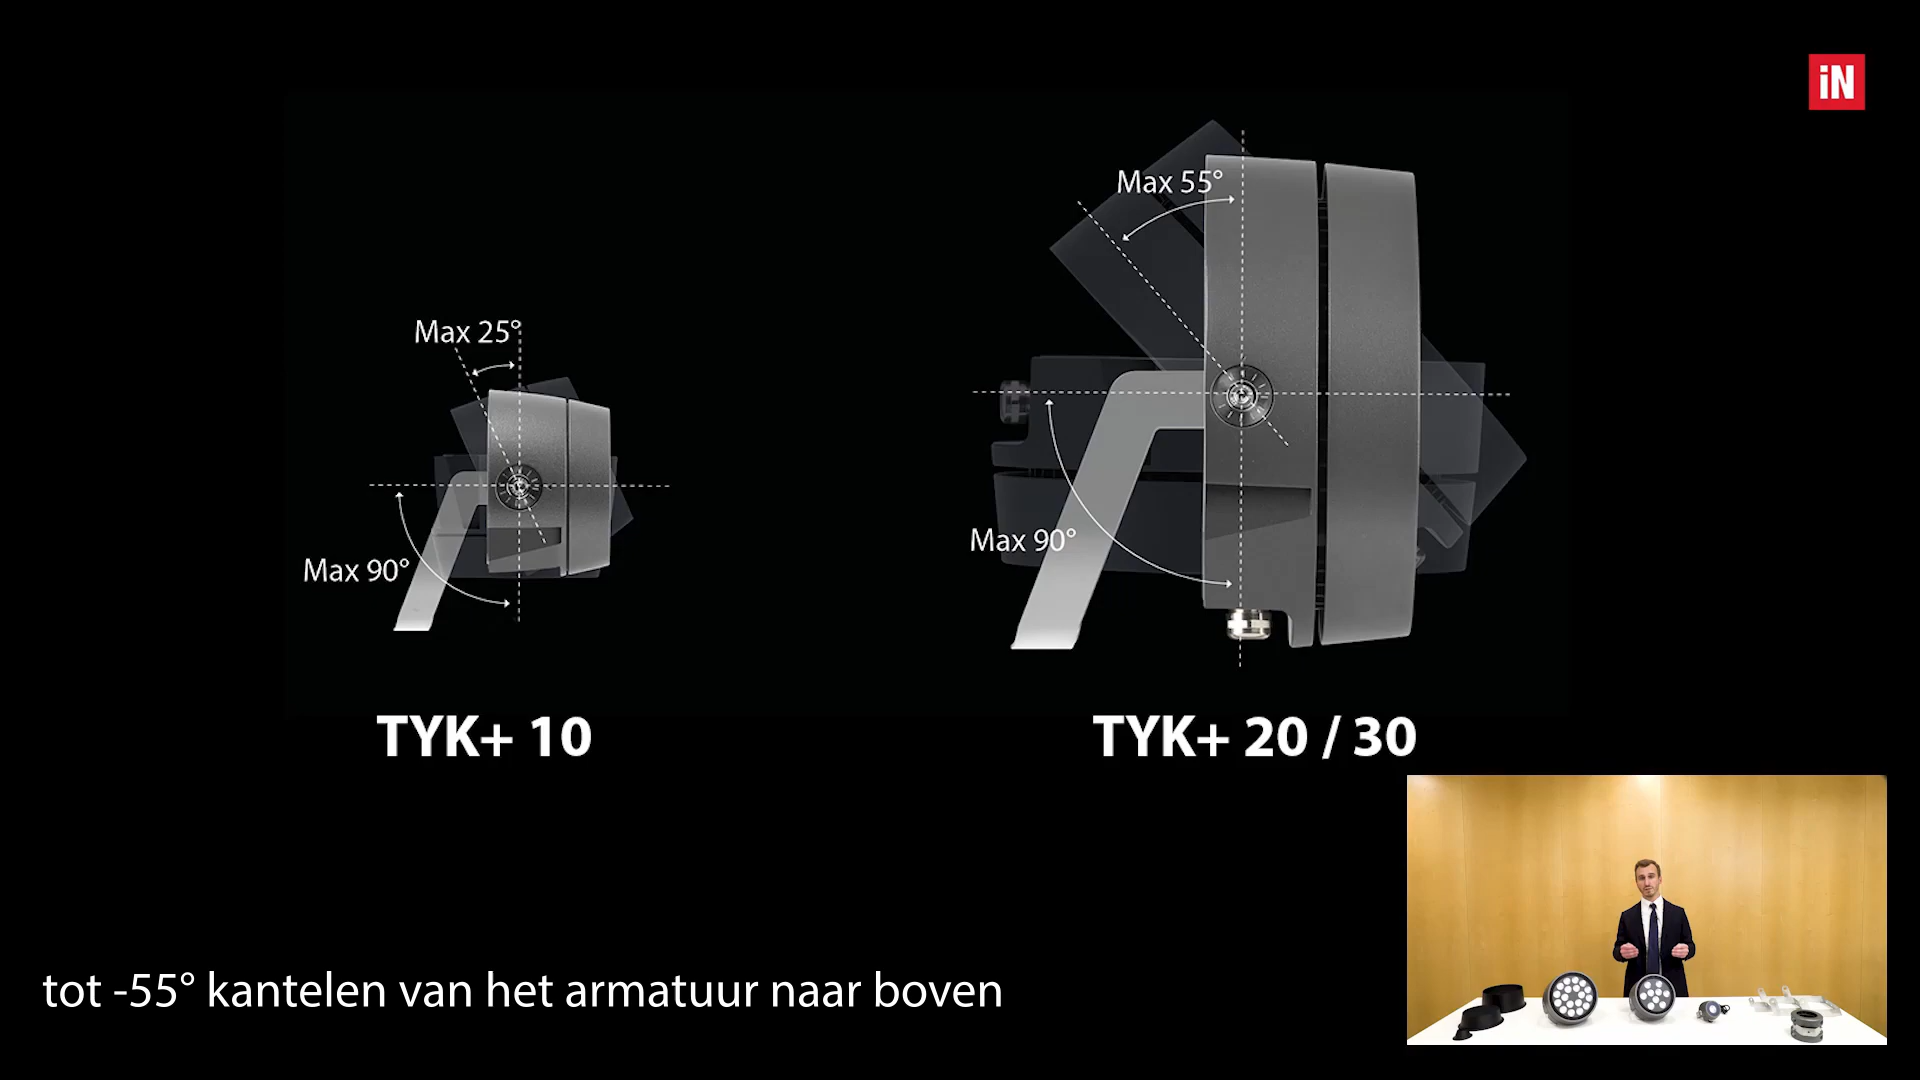 iN
Max 55°
Max 25°
Max 90°
Max 90°
TYK+ 10
TYK+ 20 / 30
tot -55° kantelen van het armatuur naar boven